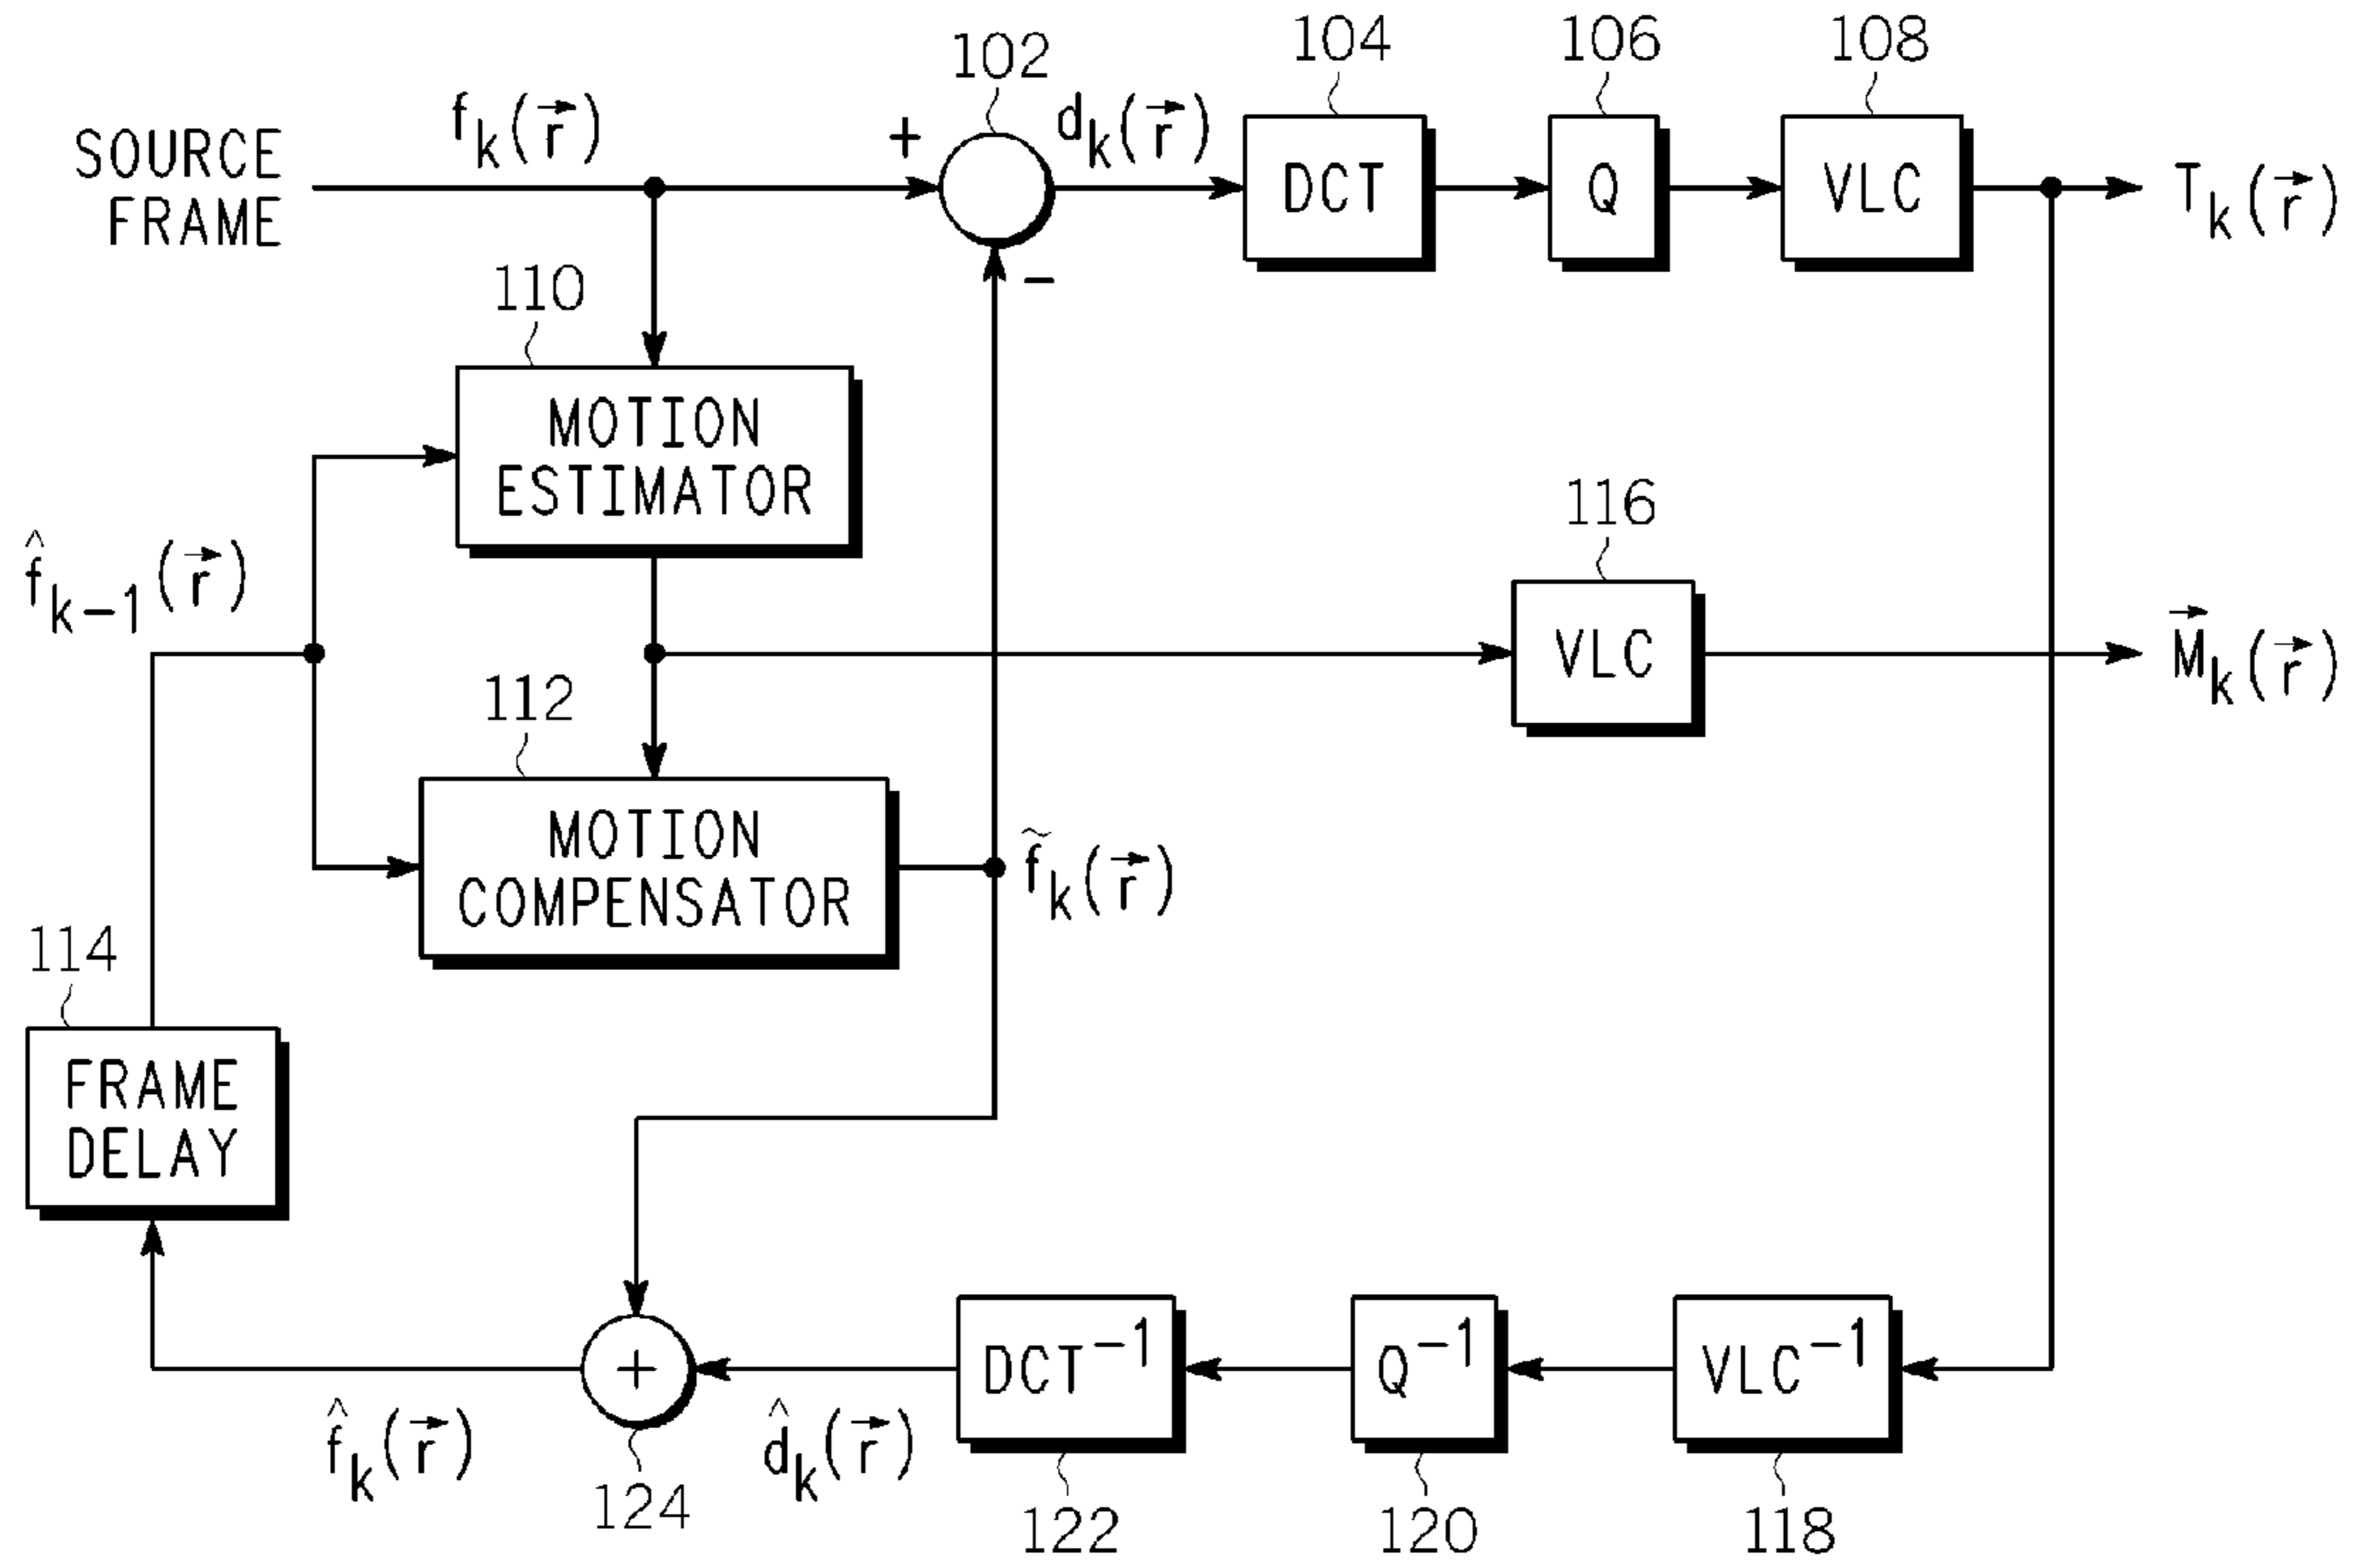 102
104
106
108
SOURCE
FRAME
f_k(r⃗)
+
d_k(r⃗)
DCT
Q
VLC
T_k(r⃗)
−
110
MOTION
ESTIMATOR
116
VLC
M⃗_k(r⃗)
f̂_{k−1}(r⃗)
112
MOTION
COMPENSATOR
f̃_k(r⃗)
114
FRAME
DELAY
+
DCT⁻¹
Q⁻¹
VLC⁻¹
f̂_k(r⃗)
d̂_k(r⃗)
124
122
120
118